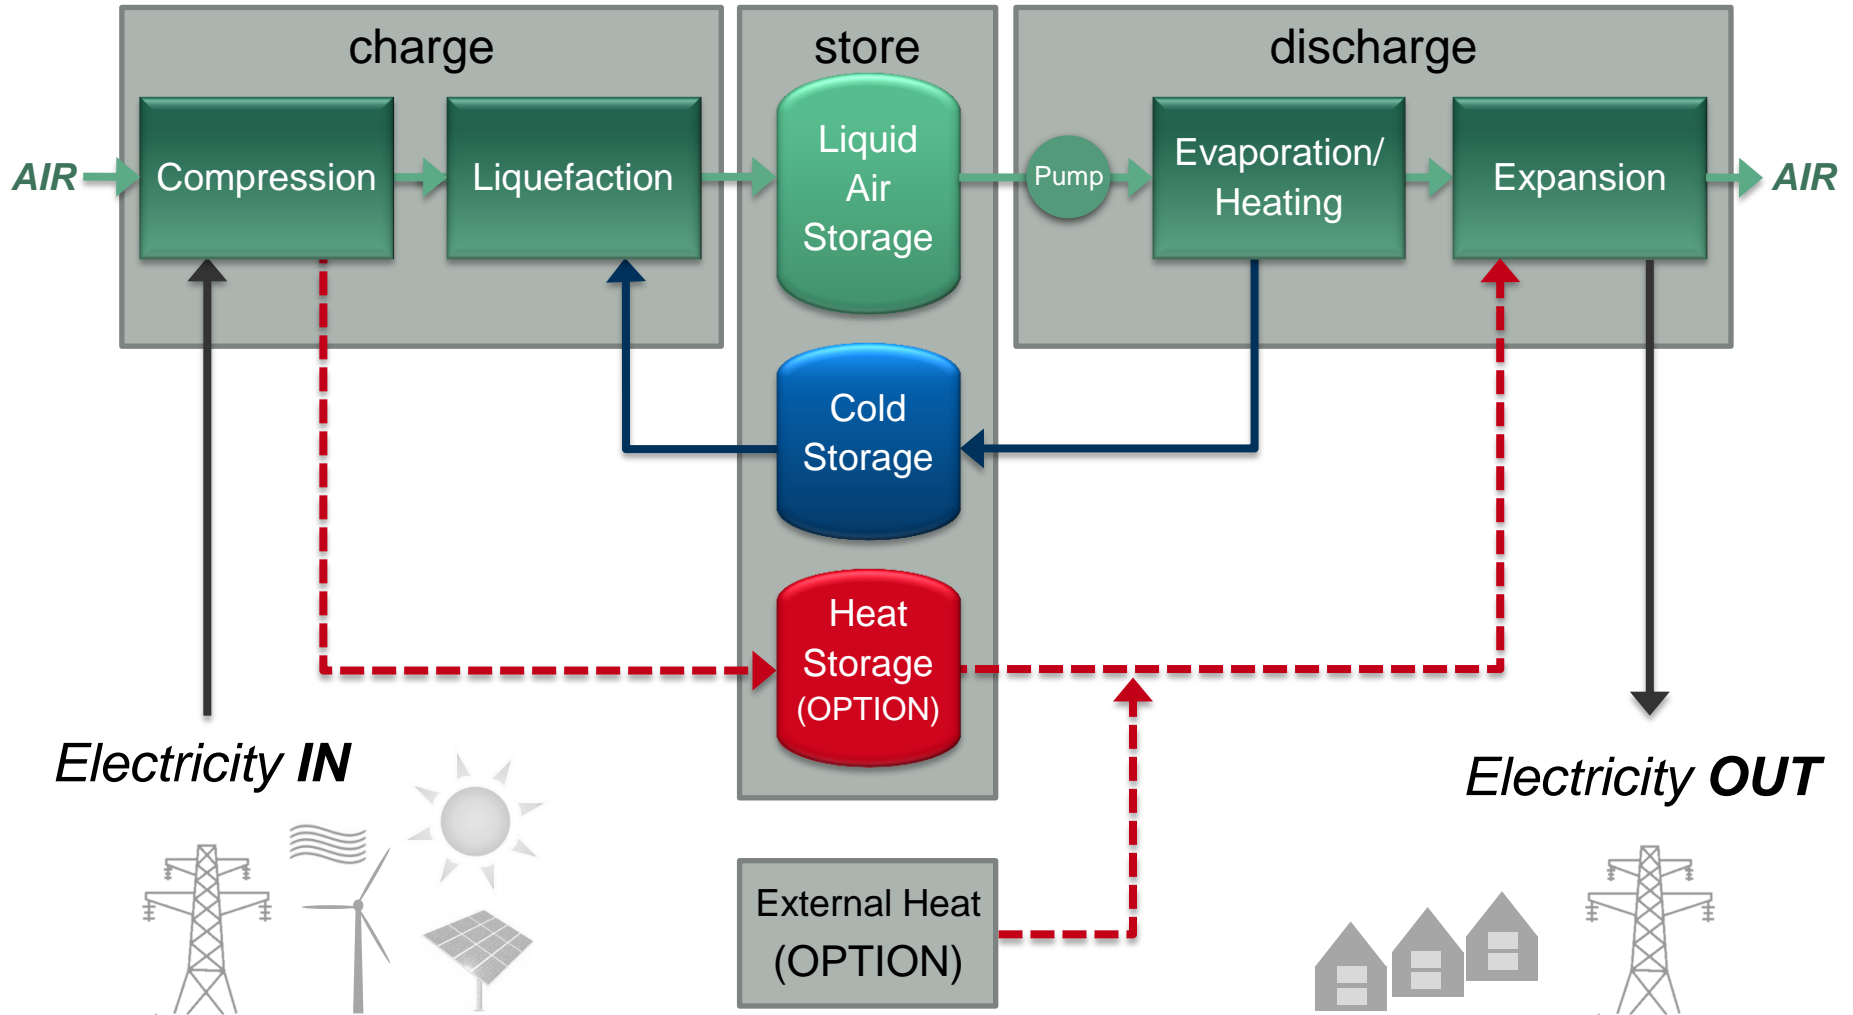 charge
store
discharge
AIR
Compression
Liquefaction
Liquid
Air
Storage
Pump
Evaporation/
Heating
Expansion
AIR
Cold
Storage
Heat
Storage
(OPTION)
Electricity IN
Electricity OUT
External Heat
(OPTION)